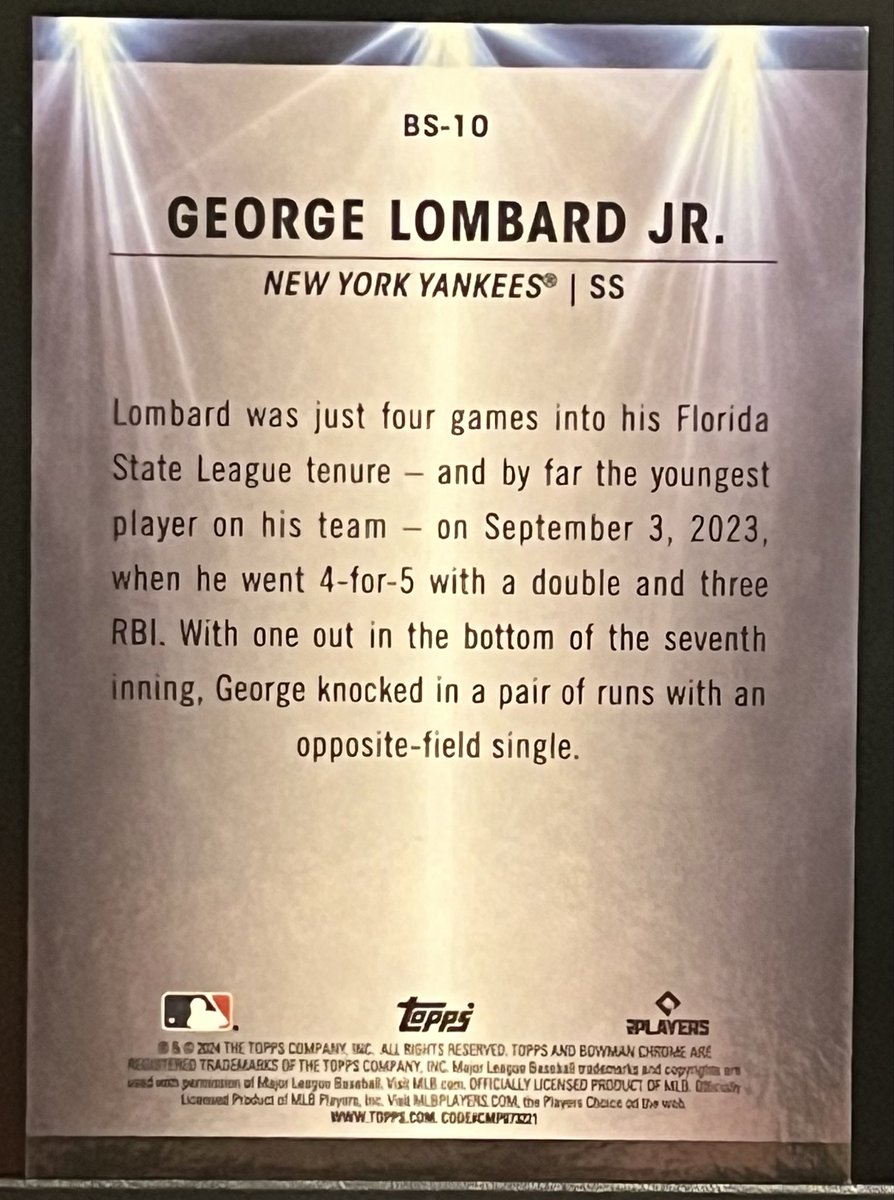 BS-10
GEORGE LOMBARD JR.
NEW YORK YANKEES® | SS
Lombard was just four games into his Florida
State League tenure – and by far the youngest
player on his team – on September 3, 2023,
when he went 4-for-5 with a double and three
RBI. With one out in the bottom of the seventh
inning, George knocked in a pair of runs with an
opposite-field single.
topps
PLAYERS
® & © 2024 THE TOPPS COMPANY, INC. ALL RIGHTS RESERVED. TOPPS AND BOWMAN CHROME ARE
REGISTERED TRADEMARKS OF THE TOPPS COMPANY, INC. Major League Baseball trademarks and copyrights are
used with permission of Major League Baseball. Visit MLB.com. OFFICIALLY LICENSED PRODUCT OF MLB. Officially
Licensed Product of MLB Players, Inc. Visit MLBPLAYERS.COM, the Players Choice on the web.
WWW.TOPPS.COM.